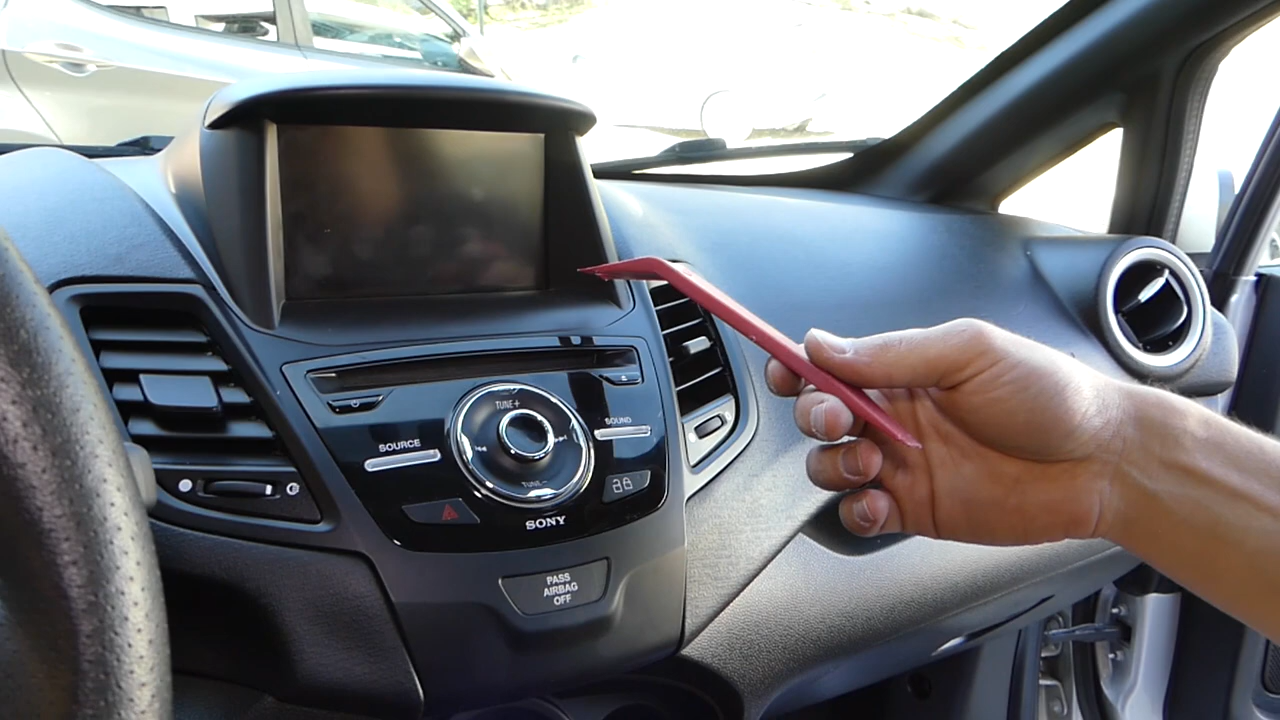 TUNE+
SOURCE
SOUND
TUNE-
SONY
PASS
AIRBAG
OFF